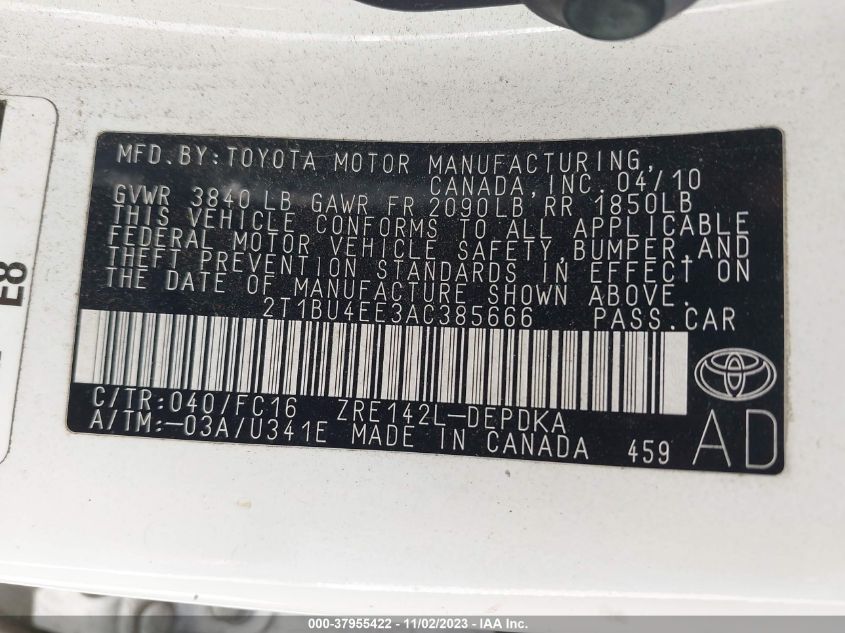 MFD.BY:TOYOTA MOTOR MANUFACTURING,
CANADA, INC. 04/10
GVWR 3840 LB GAWR FR 2090LB RR 1850LB
THIS VEHICLE CONFORMS TO ALL APPLICABLE
FEDERAL MOTOR VEHICLE SAFETY, BUMPER,AND
THEFT PREVENTION STANDARDS IN EFFECT ON
THE DATE OF MANUFACTURE SHOWN ABOVE.
2T1BU4EE3AC385666 PASS.CAR
C/TR:040/FC16 ZRE142L-DEPDKA
A/TM:-03A/U341E MADE IN CANADA 459
AD
E8
000-37955422 - 11/02/2023 - IAA Inc.